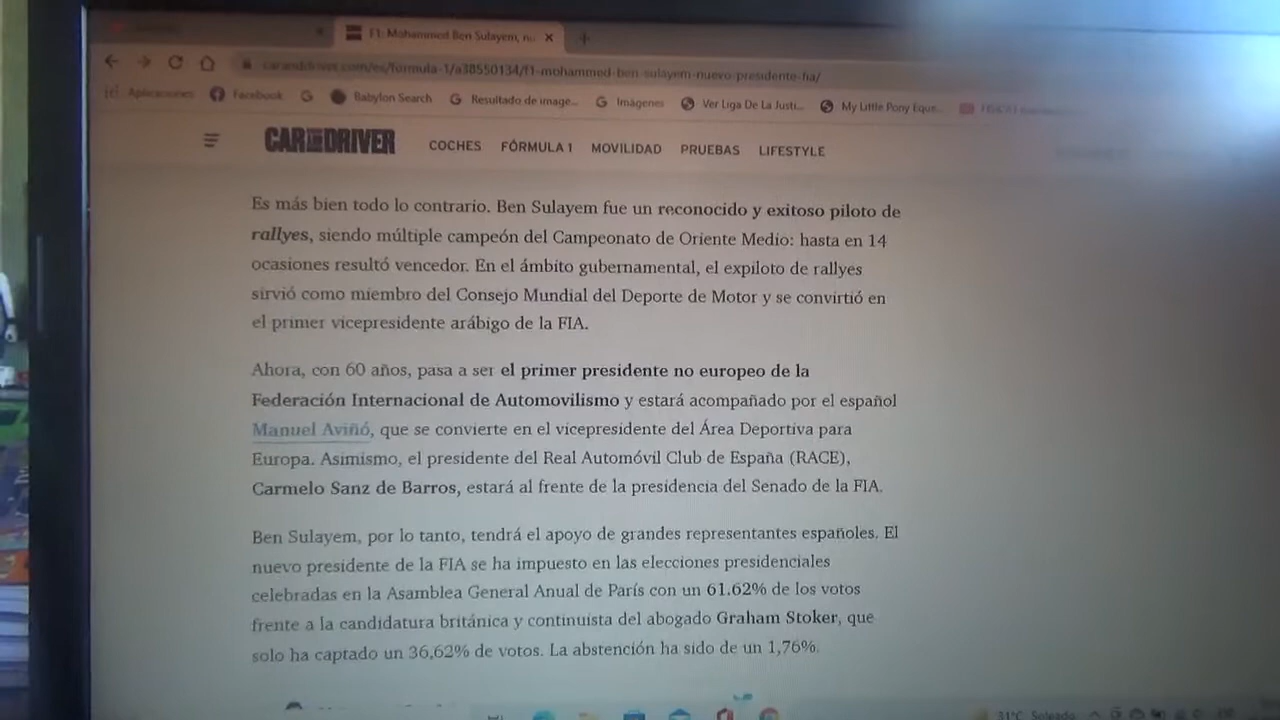 F1: Mohammed Ben Sulayem, nu
caranddriver.com/es/formula-1/a38550134/f1-mohammed-ben-sulayem-nuevo-presidente-fia/
Aplicaciones Facebook Babylon Search Resultado de image... Imágenes Ver Liga De La Justi... My Little Pony Eque...
CAR AND DRIVER COCHES FÓRMULA 1 MOVILIDAD PRUEBAS LIFESTYLE
Es más bien todo lo contrario. Ben Sulayem fue un reconocido y exitoso piloto de
rallyes, siendo múltiple campeón del Campeonato de Oriente Medio: hasta en 14
ocasiones resultó vencedor. En el ámbito gubernamental, el expiloto de rallyes
sirvió como miembro del Consejo Mundial del Deporte de Motor y se convirtió en
el primer vicepresidente arábigo de la FIA.
Ahora, con 60 años, pasa a ser el primer presidente no europeo de la
Federación Internacional de Automovilismo y estará acompañado por el español
Manuel Aviñó, que se convierte en el vicepresidente del Área Deportiva para
Europa. Asimismo, el presidente del Real Automóvil Club de España (RACE),
Carmelo Sanz de Barros, estará al frente de la presidencia del Senado de la FIA.
Ben Sulayem, por lo tanto, tendrá el apoyo de grandes representantes españoles. El
nuevo presidente de la FIA se ha impuesto en las elecciones presidenciales
celebradas en la Asamblea General Anual de París con un 61.62% de los votos
frente a la candidatura británica y continuista del abogado Graham Stoker, que
solo ha captado un 36,62% de votos. La abstención ha sido de un 1,76%.
31°C Soleado